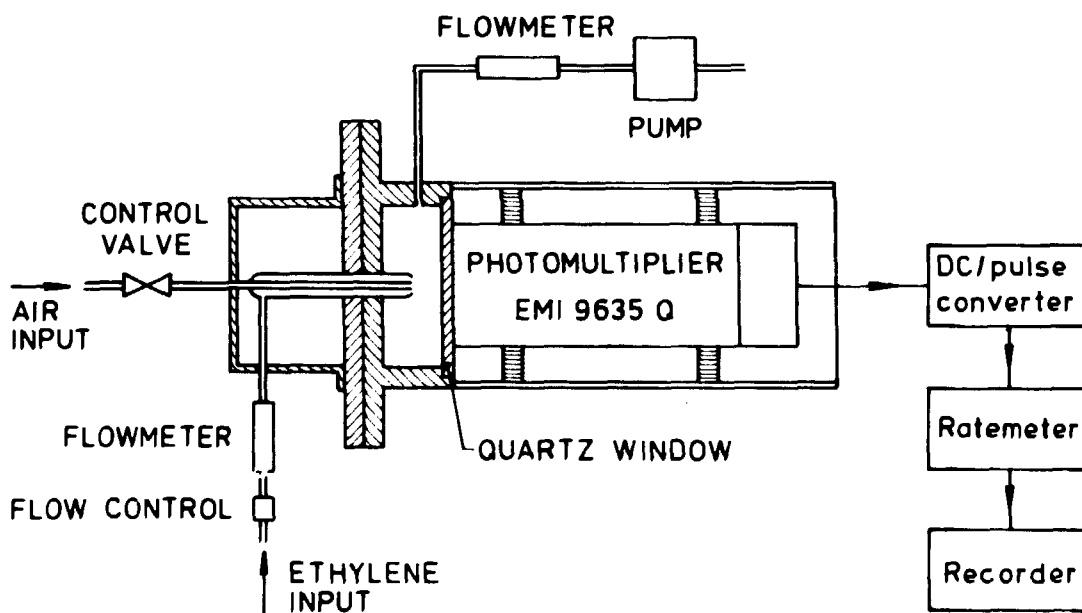 FLOWMETER
PUMP
CONTROL
VALVE
AIR
INPUT
PHOTOMULTIPLIER
EMI 9635 Q
DC/pulse
converter
FLOWMETER
QUARTZ WINDOW
Ratemeter
FLOW CONTROL
ETHYLENE
INPUT
Recorder